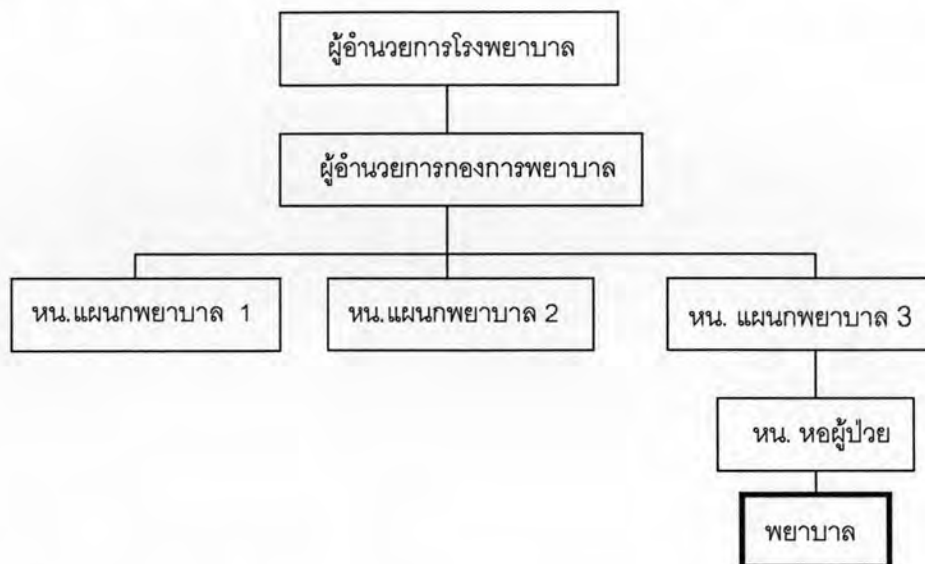 ผู้อำนวยการโรงพยาบาล
ผู้อำนวยการกองการพยาบาล
หน.แผนกพยาบาล 1
หน.แผนกพยาบาล 2
หน. แผนกพยาบาล 3
หน. หอผู้ป่วย
พยาบาล